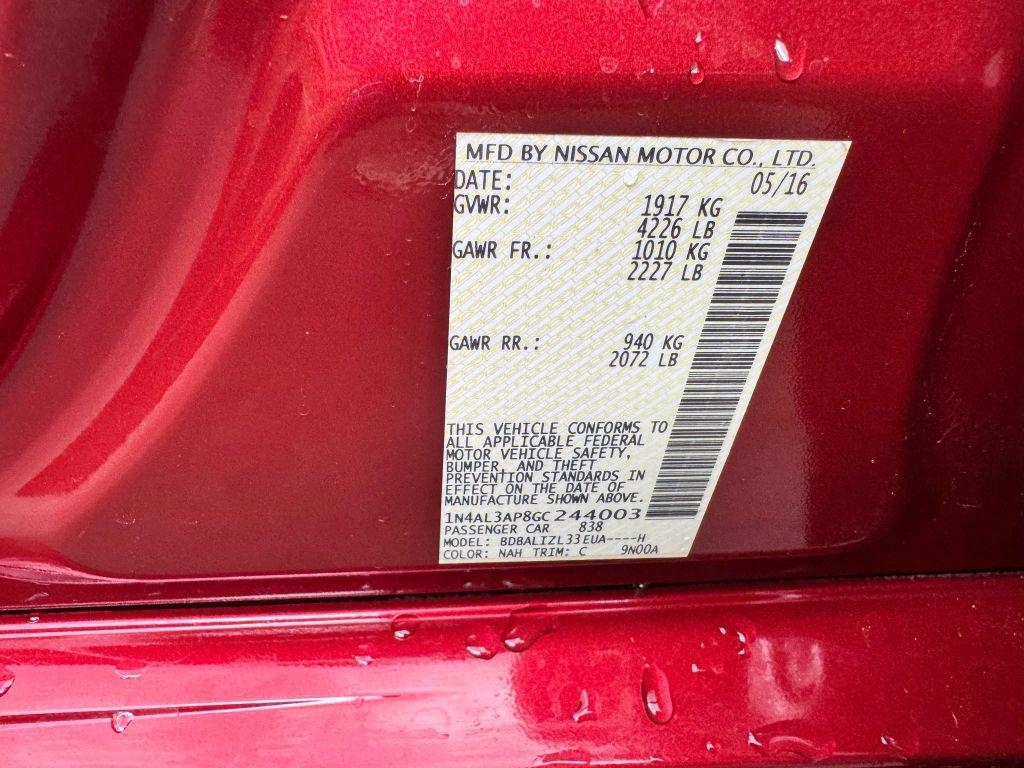 MFD BY NISSAN MOTOR CO., LTD.
DATE: 05/16
GVWR: 1917 KG
4226 LB
GAWR FR.: 1010 KG
2227 LB
GAWR RR.: 940 KG
2072 LB
THIS VEHICLE CONFORMS TO
ALL APPLICABLE FEDERAL
MOTOR VEHICLE SAFETY,
BUMPER, AND THEFT
PREVENTION STANDARDS IN
EFFECT ON THE DATE OF
MANUFACTURE SHOWN ABOVE.
1N4AL3AP8GC244003
PASSENGER CAR 838
MODEL: BDBALIZL33EUA----H
COLOR: NAH TRIM: C 9N00A